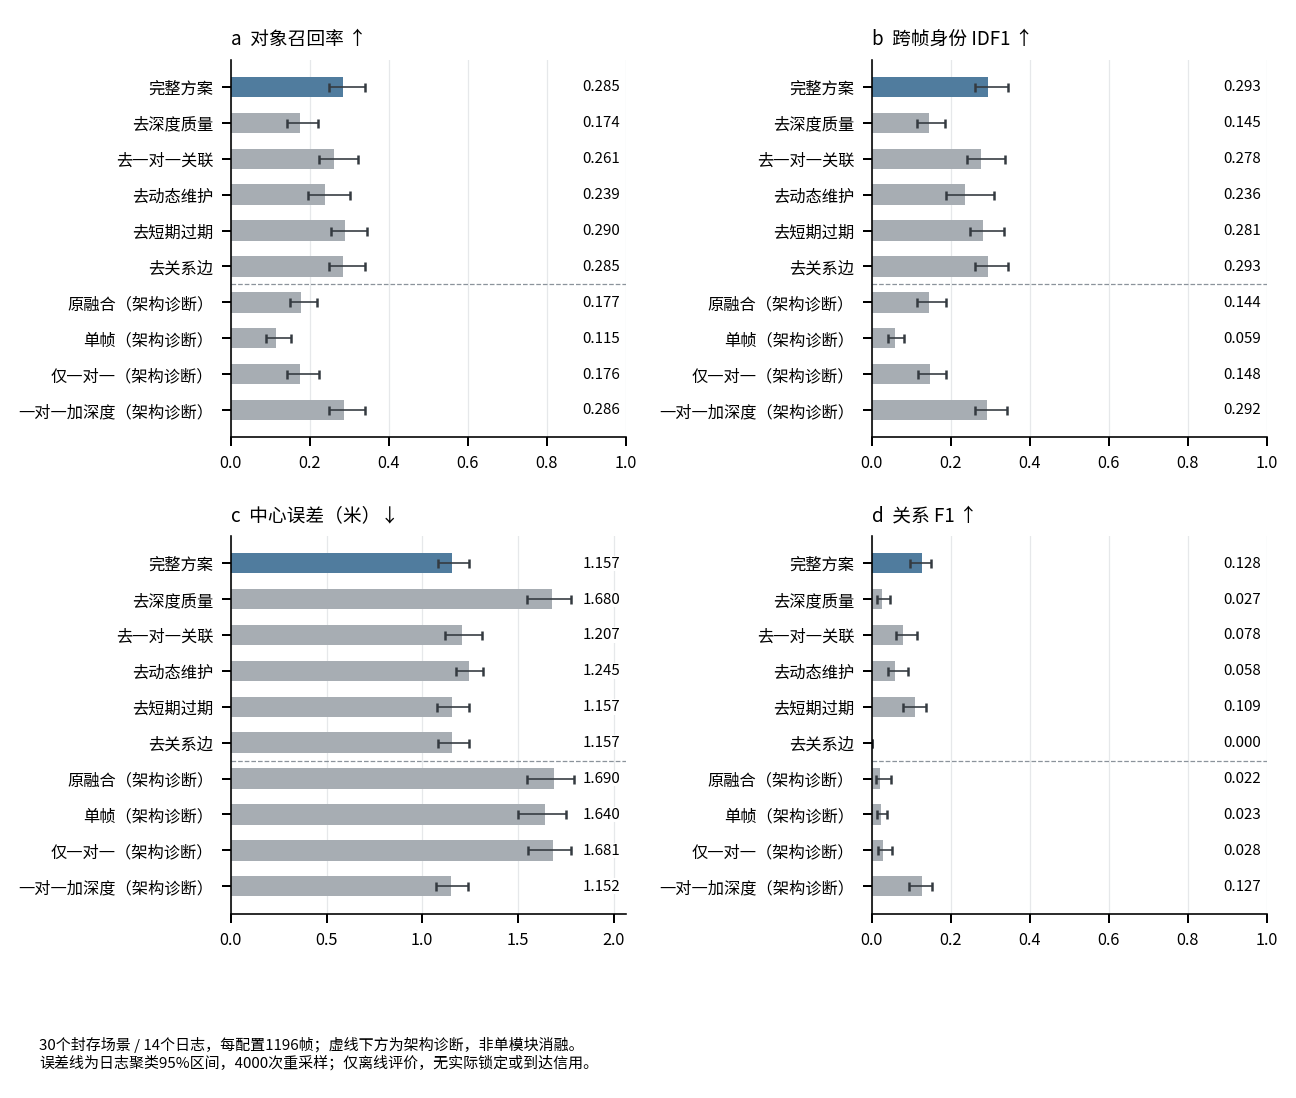 a 对象召回率 ↑
完整方案 0.285
去深度质量 0.174
去一对一关联 0.261
去动态维护 0.239
去短期过期 0.290
去关系边 0.285
原融合（架构诊断） 0.177
单帧（架构诊断） 0.115
仅一对一（架构诊断） 0.176
一对一加深度（架构诊断） 0.286
0.0 0.2 0.4 0.6 0.8 1.0
b 跨帧身份 IDF1 ↑
完整方案 0.293
去深度质量 0.145
去一对一关联 0.278
去动态维护 0.236
去短期过期 0.281
去关系边 0.293
原融合（架构诊断） 0.144
单帧（架构诊断） 0.059
仅一对一（架构诊断） 0.148
一对一加深度（架构诊断） 0.292
0.0 0.2 0.4 0.6 0.8 1.0
c 中心误差（米）↓
完整方案 1.157
去深度质量 1.680
去一对一关联 1.207
去动态维护 1.245
去短期过期 1.157
去关系边 1.157
原融合（架构诊断） 1.690
单帧（架构诊断） 1.640
仅一对一（架构诊断） 1.681
一对一加深度（架构诊断） 1.152
0.0 0.5 1.0 1.5 2.0
d 关系 F1 ↑
完整方案 0.128
去深度质量 0.027
去一对一关联 0.078
去动态维护 0.058
去短期过期 0.109
去关系边 0.000
原融合（架构诊断） 0.022
单帧（架构诊断） 0.023
仅一对一（架构诊断） 0.028
一对一加深度（架构诊断） 0.127
0.0 0.2 0.4 0.6 0.8 1.0
30个封存场景 / 14个日志，每配置1196帧；虚线下方为架构诊断，非单模块消融。
误差线为日志聚类95%区间，4000次重采样；仅离线评价，无实际锁定或到达信用。